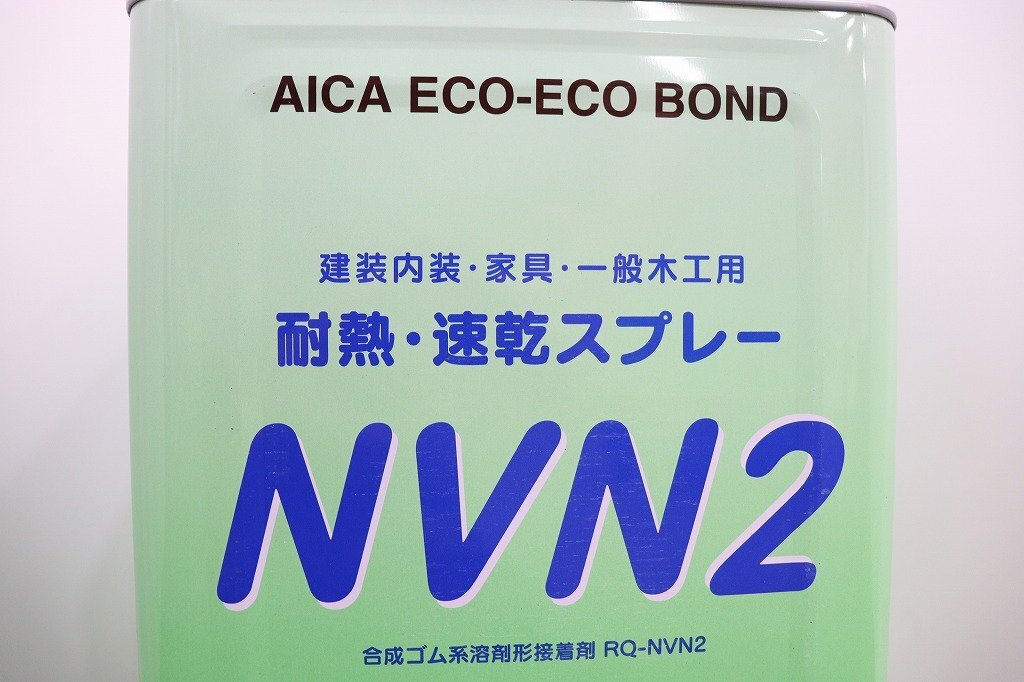 AICA ECO-ECO BOND
建装内装・家具・一般木工用
耐熱・速乾スプレー
NVN2
合成ゴム系溶剤形接着剤 RQ-NVN2